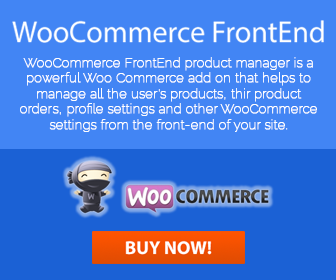 WooCommerce FrontEnd
WooCommerce FrontEnd product manager is a
powerful Woo Commerce add on that helps to
manage all the user's products, thir product
orders, profile settings and other WooCommerce
settings from the front-end of your site.
WOO COMMERCE
BUY NOW!